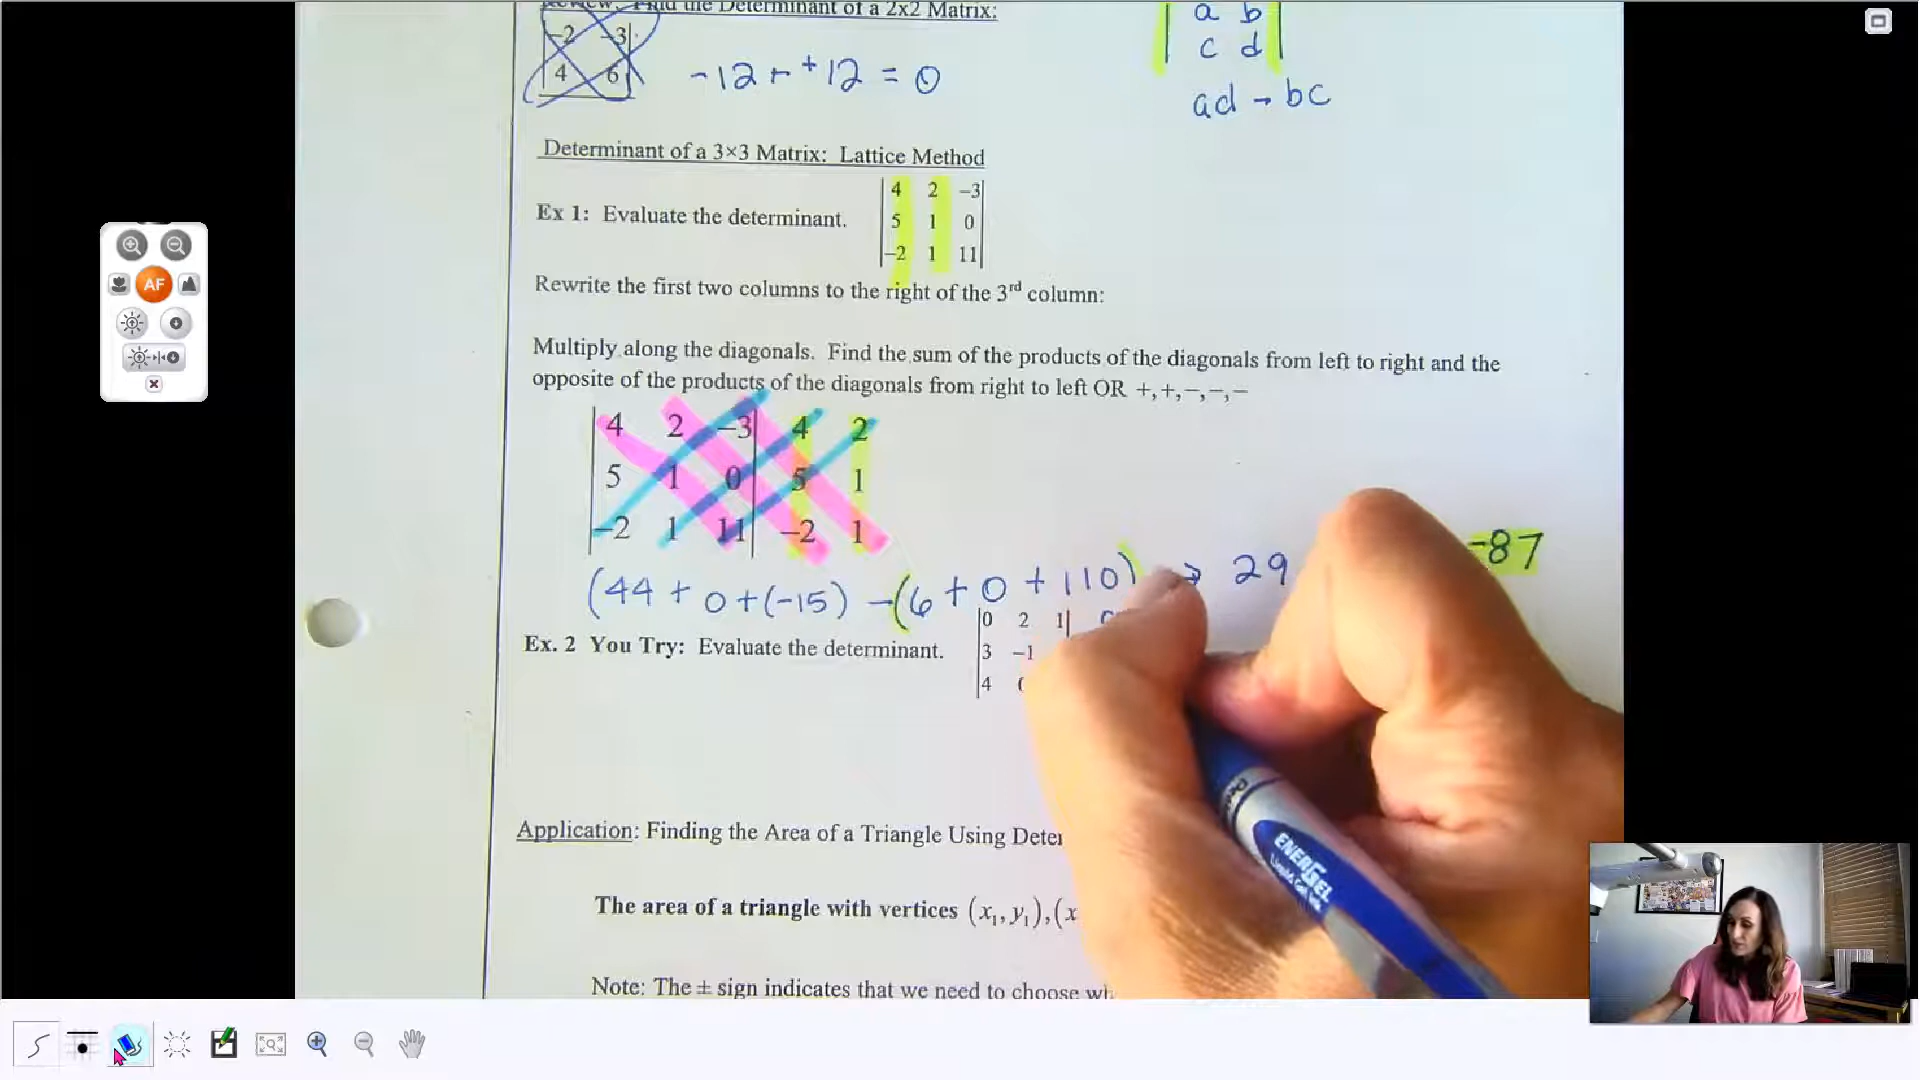 Find the Determinant of a 2x2 Matrix:
-2 -3
4 6
-12 - +12 = 0
a b
c d
ad - bc
Determinant of a 3×3 Matrix: Lattice Method
Ex 1: Evaluate the determinant.
4 2 -3
5 1 0
-2 1 11
Rewrite the first two columns to the right of the 3rd column:
Multiply along the diagonals. Find the sum of the products of the diagonals from left to right and the
opposite of the products of the diagonals from right to left OR +,+,−,−,−
4 2 -3 4 2
5 1 0 5 1
-2 1 11 -2 1
(44 + 0 + (-15) - (6 + 0 + 110) → 29
-87
Ex. 2 You Try: Evaluate the determinant.
0 2 1
3 -1
4
Application: Finding the Area of a Triangle Using
The area of a triangle with vertices (x₁, y₁), (x
Note: The ± sign indicates that we need to choose
AF
ENERGEL